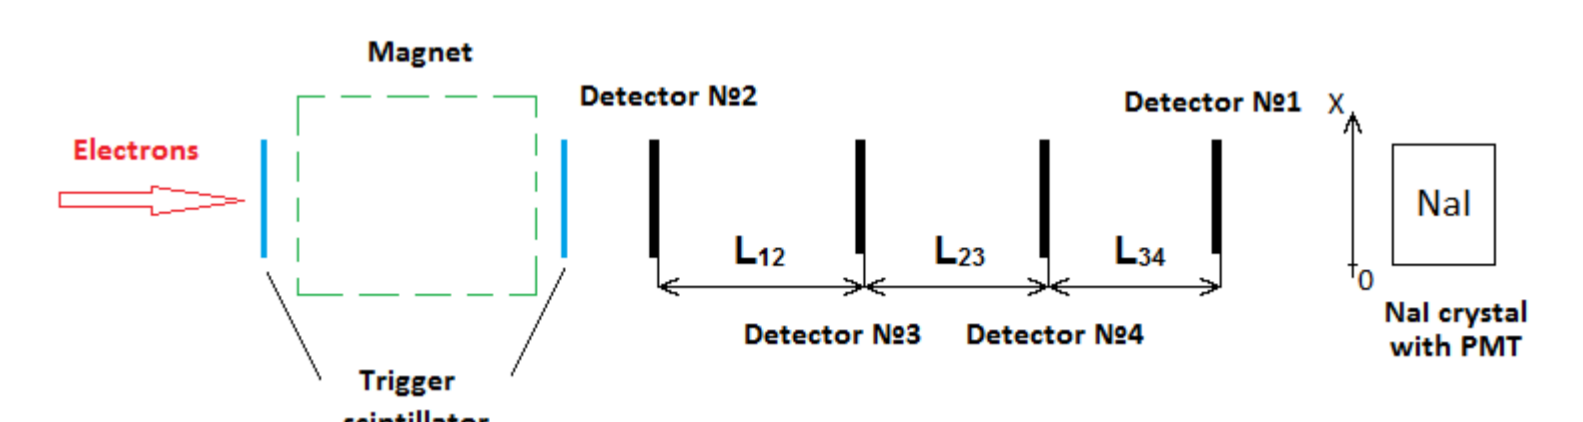 Magnet
Detector №2
Detector №1
X
Electrons
NaI
L12
L23
L34
0
NaI crystal
with PMT
Detector №3
Detector №4
Trigger
scintillator